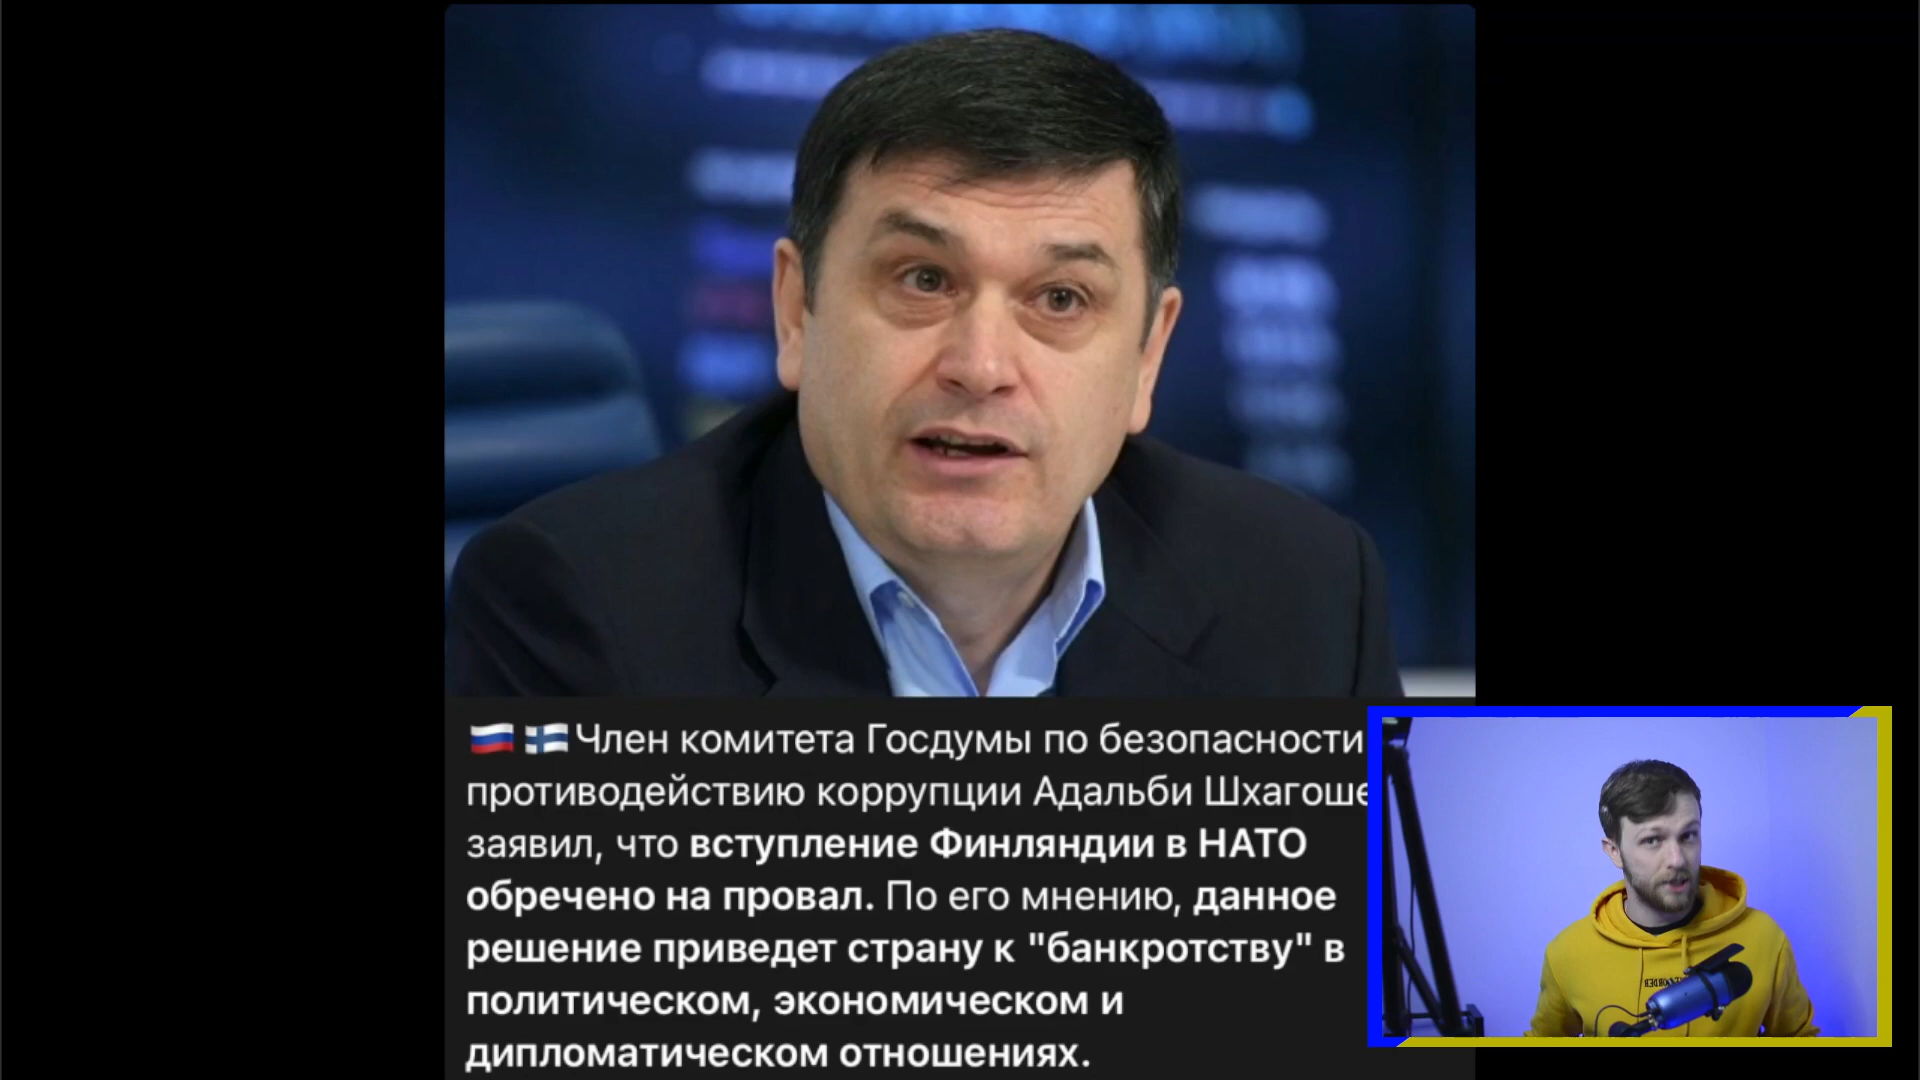 🇷🇺🇫🇮Член комитета Госдумы по безопасности
противодействию коррупции Адальби Шхагоше
заявил, что вступление Финляндии в НАТО
обречено на провал. По его мнению, данное
решение приведет страну к "банкротству" в
политическом, экономическом и
дипломатическом отношениях.